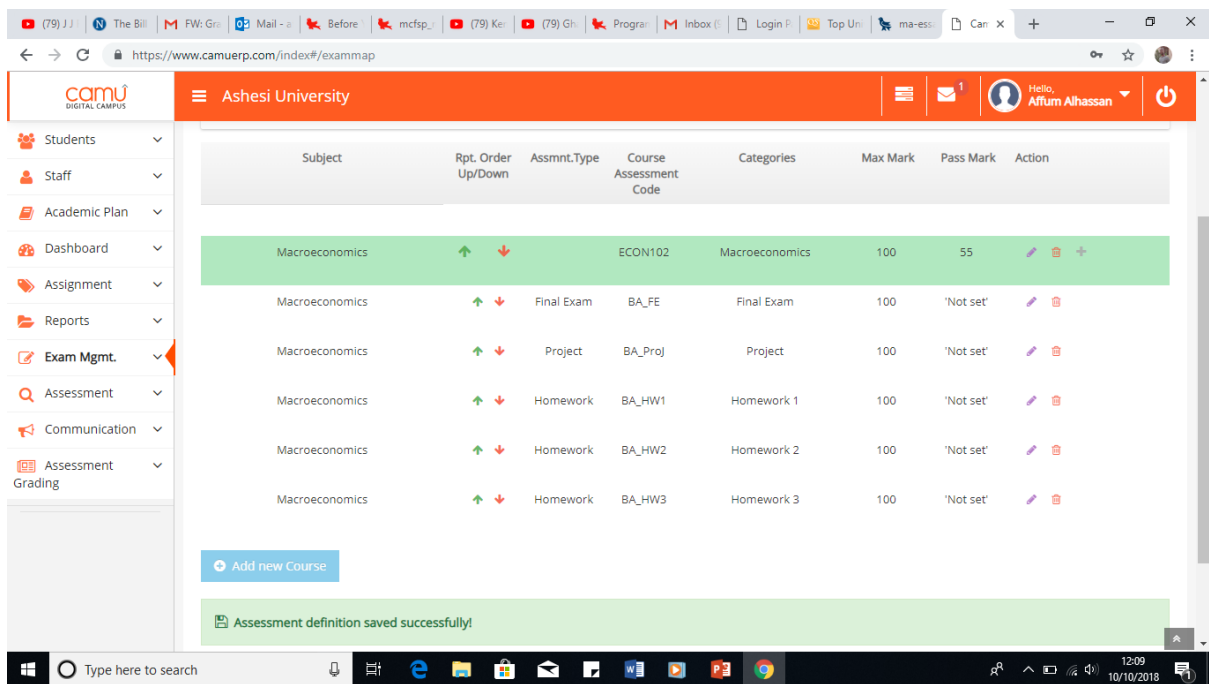 (79) J J
The Bill
FW: Gra
Mail - a
Before
mcfsp_
(79) Ker
(79) Gh
Program
Inbox (
Login P
Top Uni
ma-ess
Cam
https://www.camuerp.com/index#/exammap
camu
DIGITAL CAMPUS
Ashesi University
1
Hello,
Affum Alhassan
Students
Staff
Academic Plan
Dashboard
Assignment
Reports
Exam Mgmt.
Assessment
Communication
Assessment
Grading
Subject Rpt. Order Assmnt.Type Course Categories Max Mark Pass Mark Action
Up/Down Assessment
Code
Macroeconomics ECON102 Macroeconomics 100 55
Macroeconomics Final Exam BA_FE Final Exam 100 'Not set'
Macroeconomics Project BA_ProJ Project 100 'Not set'
Macroeconomics Homework BA_HW1 Homework 1 100 'Not set'
Macroeconomics Homework BA_HW2 Homework 2 100 'Not set'
Macroeconomics Homework BA_HW3 Homework 3 100 'Not set'
Add new Course
Assessment definition saved successfully!
Type here to search
12:09
10/10/2018